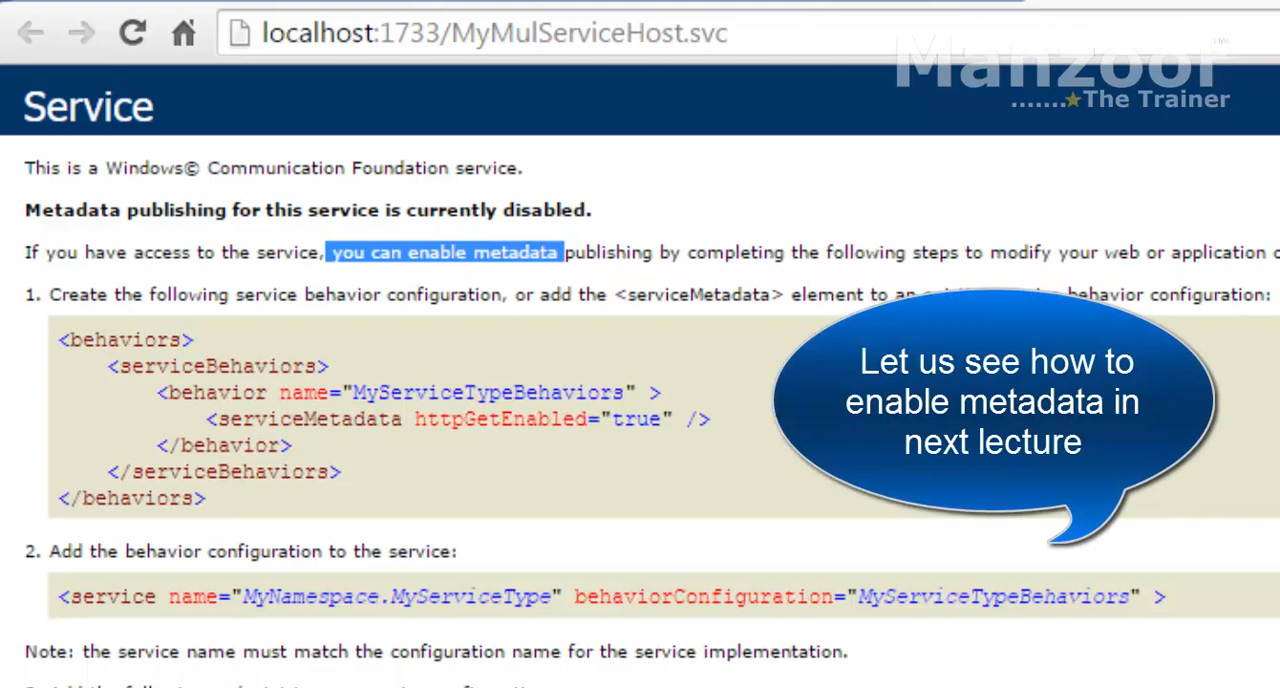 localhost:1733/MyMulServiceHost.svc
Manzoor™
.......★The Trainer
Service
This is a Windows© Communication Foundation service.
Metadata publishing for this service is currently disabled.
If you have access to the service, you can enable metadata publishing by completing the following steps to modify your web or application
1. Create the following service behavior configuration, or add the <serviceMetadata> element to behavior configuration:
<behaviors>
<serviceBehaviors>
<behavior name="MyServiceTypeBehaviors" >
<serviceMetadata httpGetEnabled="true" />
</behavior>
</serviceBehaviors>
</behaviors>
Let us see how to
enable metadata in
next lecture
2. Add the behavior configuration to the service:
<service name="MyNamespace.MyServiceType" behaviorConfiguration="MyServiceTypeBehaviors" >
Note: the service name must match the configuration name for the service implementation.